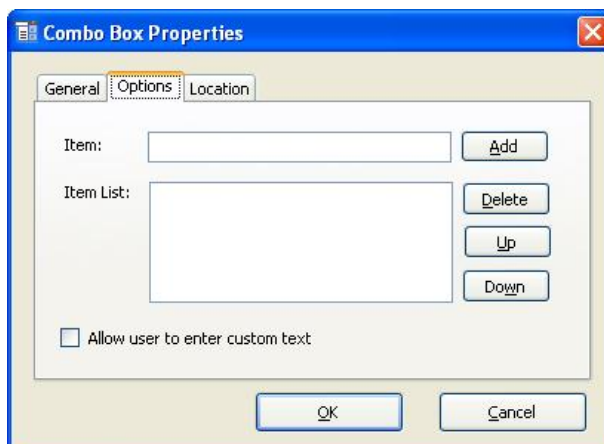 Combo Box Properties
General Options Location
Item: Add
Item List: Delete
Up
Down
Allow user to enter custom text
OK Cancel